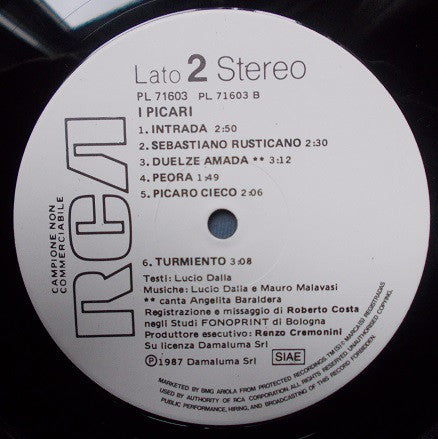 Lato 2 Stereo
PL 71603 PL 71603 B
I PICARI
1. INTRADA 2:50
2. SEBASTIANO RUSTICANO 2:30
3. DUELZE AMADA ** 3:12
4. PEORA 1:49
5. PICARO CIECO 2:06
6. TURMIENTO 3:08
Testi: Lucio Dalla
Musiche: Lucio Dalla e Mauro Malavasi
** canta Angelita Baraldera
Registrazione e missaggio di Roberto Costa
negli Studi FONOPRINT di Bologna
Produttore esecutivo: Renzo Cremonini
Su licenza Damaluma Srl
Ⓟ 1987 Damaluma Srl
SIAE
RCA
CAMPIONE NON
COMMERCIABILE
MARKETED BY BMG ARIOLA FROM PROTECTED RECORDINGS TM(S)® MARCA(S) REGISTRADAS
USED BY AUTHORITY OF RCA CORPORATION. ALL RIGHTS RESERVED UNAUTHORISED COPYING,
PUBLIC PERFORMANCE, HIRING, AND BROADCASTING OF THIS RECORD FORBIDDEN.